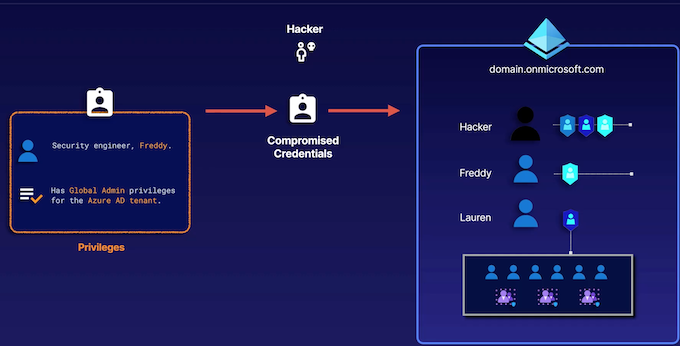 Hacker
domain.onmicrosoft.com
Security engineer, Freddy.
Has Global Admin privileges
for the Azure AD tenant.
Privileges
Compromised
Credentials
Hacker
Freddy
Lauren